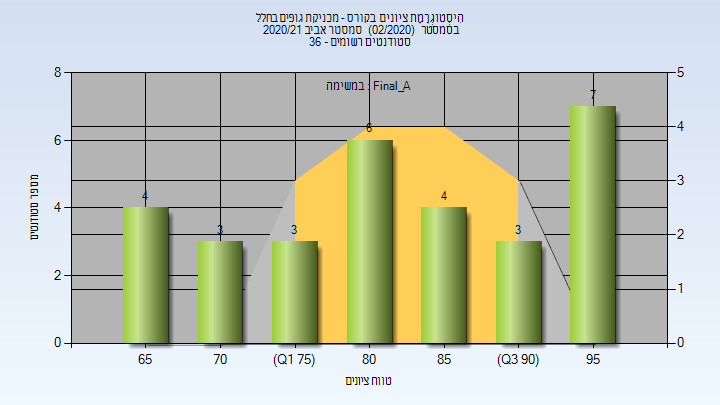 היסטוגרמת ציונים בקורס - מכניקת גופים בחלל
בסמסטר (02/2020) סמסטר אביב 2020/21
סטודנטים רשומים - 36
במשימה : Final_A
מספר סטודנטים
8
6
4
2
0
5
4
3
2
1
0
4
3
3
6
4
3
7
65
70
(Q1 75)
80
85
(Q3 90)
95
טווח ציונים